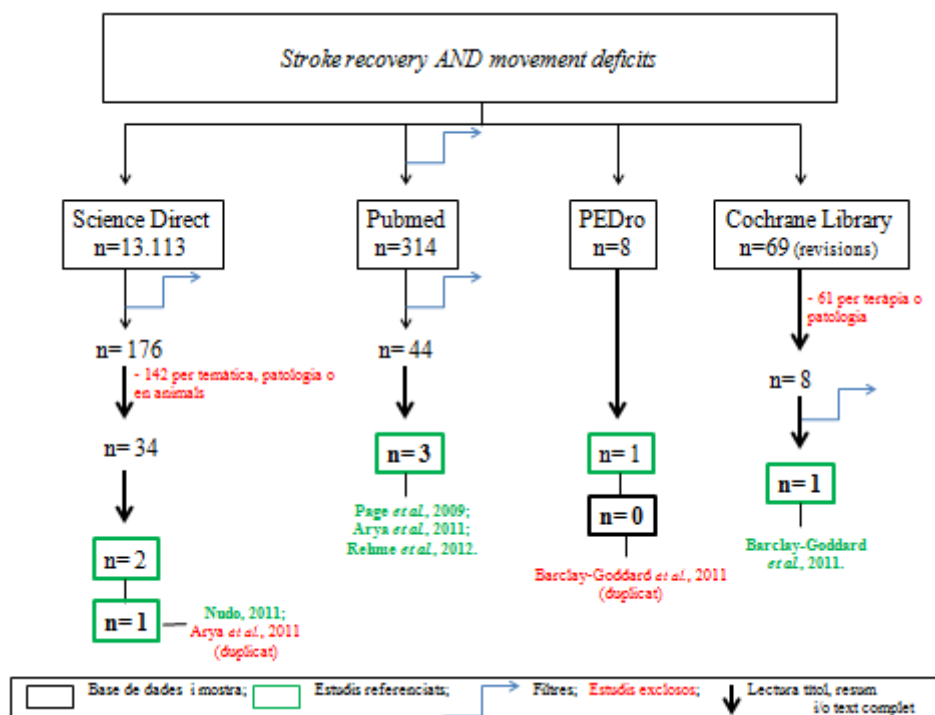 Stroke recovery AND movement deficits
Science Direct
n=13.113
Pubmed
n=314
PEDro
n=8
Cochrane Library
n=69 (revisions)
n= 176
- 142 per temática, patologia o
en animals
n= 34
n= 2
n= 1
Nudo, 2011;
Arya et al., 2011
(duplicat)
n= 44
n= 3
Page et al., 2009;
Arya et al., 2011;
Rehme et al., 2012.
n= 1
n= 0
Barclay-Goddard et al., 2011
(duplicat)
- 61 per teràpia o
patologia
n= 8
n= 1
Barclay-Goddard
et al., 2011.
Base de dades i mostra;
Estudis referenciats;
Filtres;
Estudis exclosos;
Lectura títol, resum
i/o text complet